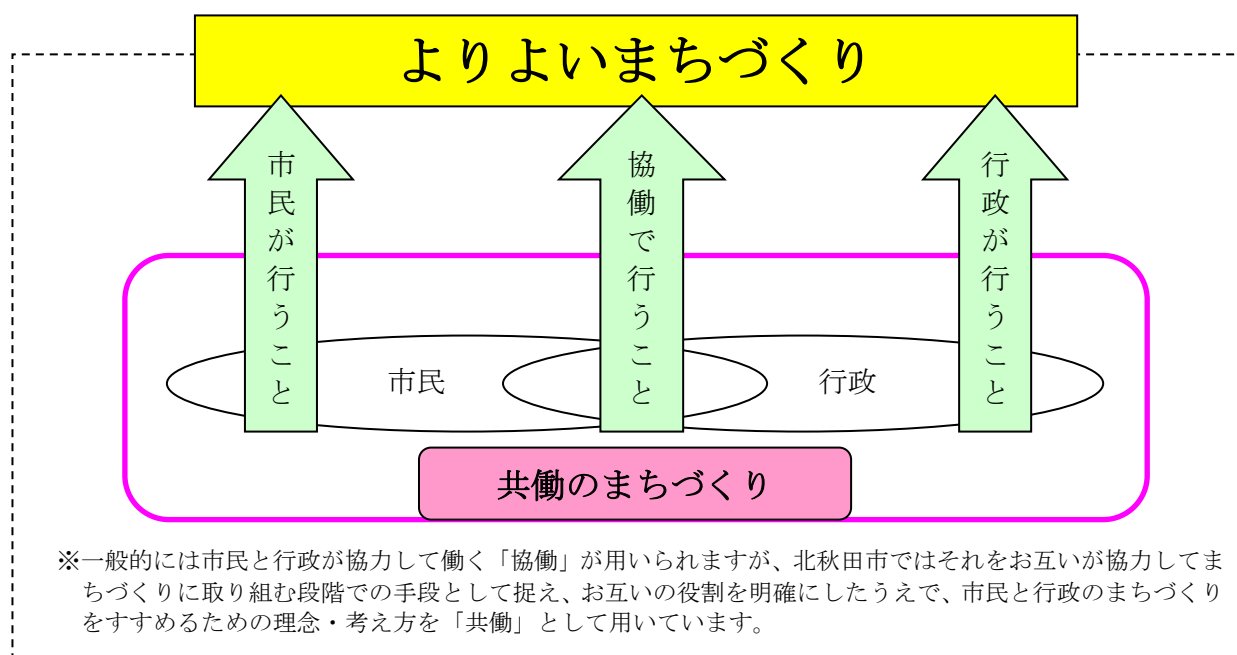 よりよいまちづくり
市民が行うこと
協働で行うこと
行政が行うこと
市民
行政
共働のまちづくり
※一般的には市民と行政が協力して働く「協働」が用いられますが、北秋田市ではそれをお互いが協力してま
ちづくりに取り組む段階での手段として捉え、お互いの役割を明確にしたうえで、市民と行政のまちづくり
をすすめるための理念・考え方を「共働」として用いています。